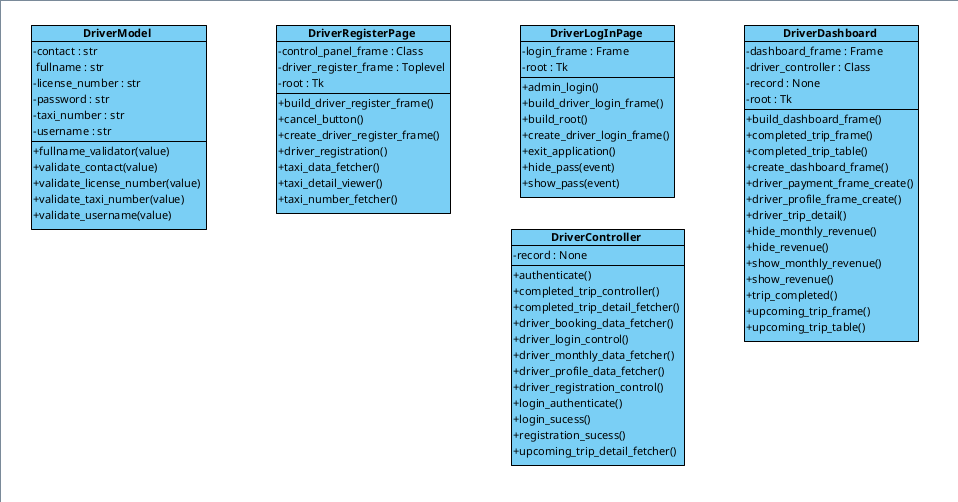 DriverModel
-contact : str
fullname : str
-license_number : str
-password : str
-taxi_number : str
-username : str
+fullname_validator(value)
+validate_contact(value)
+validate_license_number(value)
+validate_taxi_number(value)
+validate_username(value)
DriverRegisterPage
-control_panel_frame : Class
-driver_register_frame : Toplevel
-root : Tk
+build_driver_register_frame()
+cancel_button()
+create_driver_register_frame()
+driver_registration()
+taxi_data_fetcher()
+taxi_detail_viewer()
+taxi_number_fetcher()
DriverLogInPage
-login_frame : Frame
-root : Tk
+admin_login()
+build_driver_login_frame()
+build_root()
+create_driver_login_frame()
+exit_application()
+hide_pass(event)
+show_pass(event)
DriverController
-record : None
+authenticate()
+completed_trip_controller()
+completed_trip_detail_fetcher()
+driver_booking_data_fetcher()
+driver_login_control()
+driver_monthly_data_fetcher()
+driver_profile_data_fetcher()
+driver_registration_control()
+login_authenticate()
+login_sucess()
+registration_sucess()
+upcoming_trip_detail_fetcher()
DriverDashboard
-dashboard_frame : Frame
-driver_controller : Class
-record : None
-root : Tk
+build_dashboard_frame()
+completed_trip_frame()
+completed_trip_table()
+create_dashboard_frame()
+driver_payment_frame_create()
+driver_profile_frame_create()
+driver_trip_detail()
+hide_monthly_revenue()
+hide_revenue()
+show_monthly_revenue()
+show_revenue()
+trip_completed()
+upcoming_trip_frame()
+upcoming_trip_table()